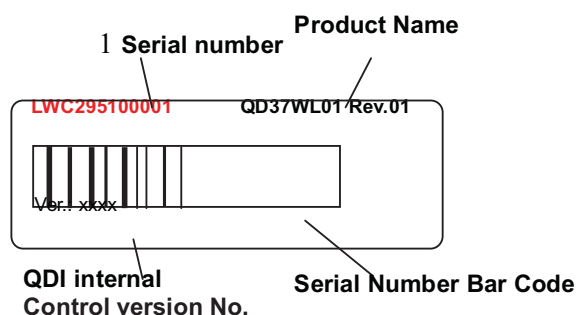 Product Name
1 Serial number
LWC295100001 QD37WL01 Rev.01
Ver.: xxxx
QDI internal
Control version No.
Serial Number Bar Code